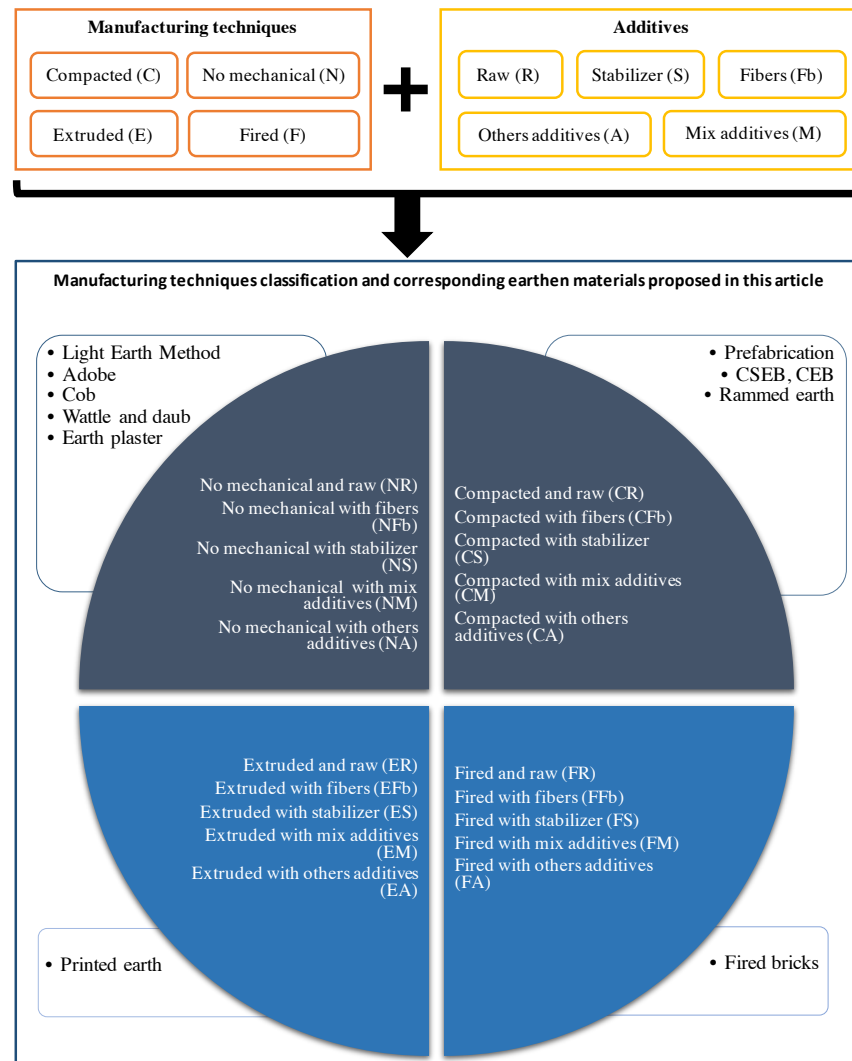 Manufacturing techniques
Compacted (C)
No mechanical (N)
Extruded (E)
Fired (F)
+
Additives
Raw (R)
Stabilizer (S)
Fibers (Fb)
Others additives (A)
Mix additives (M)
Manufacturing techniques classification and corresponding earthen materials proposed in this article
• Light Earth Method
• Adobe
• Cob
• Wattle and daub
• Earth plaster
• Prefabrication
• CSEB, CEB
• Rammed earth
No mechanical and raw (NR)
No mechanical with fibers
(NFb)
No mechanical with stabilizer
(NS)
No mechanical with mix
additives (NM)
No mechanical with others
additives (NA)
Compacted and raw (CR)
Compacted with fibers (CFb)
Compacted with stabilizer
(CS)
Compacted with mix additives
(CM)
Compacted with others
additives (CA)
Extruded and raw (ER)
Extruded with fibers (EFb)
Extruded with stabilizer (ES)
Extruded with mix additives
(EM)
Extruded with others additives
(EA)
Fired and raw (FR)
Fired with fibers (FFb)
Fired with stabilizer (FS)
Fired with mix additives (FM)
Fired with others additives
(FA)
• Printed earth
• Fired bricks